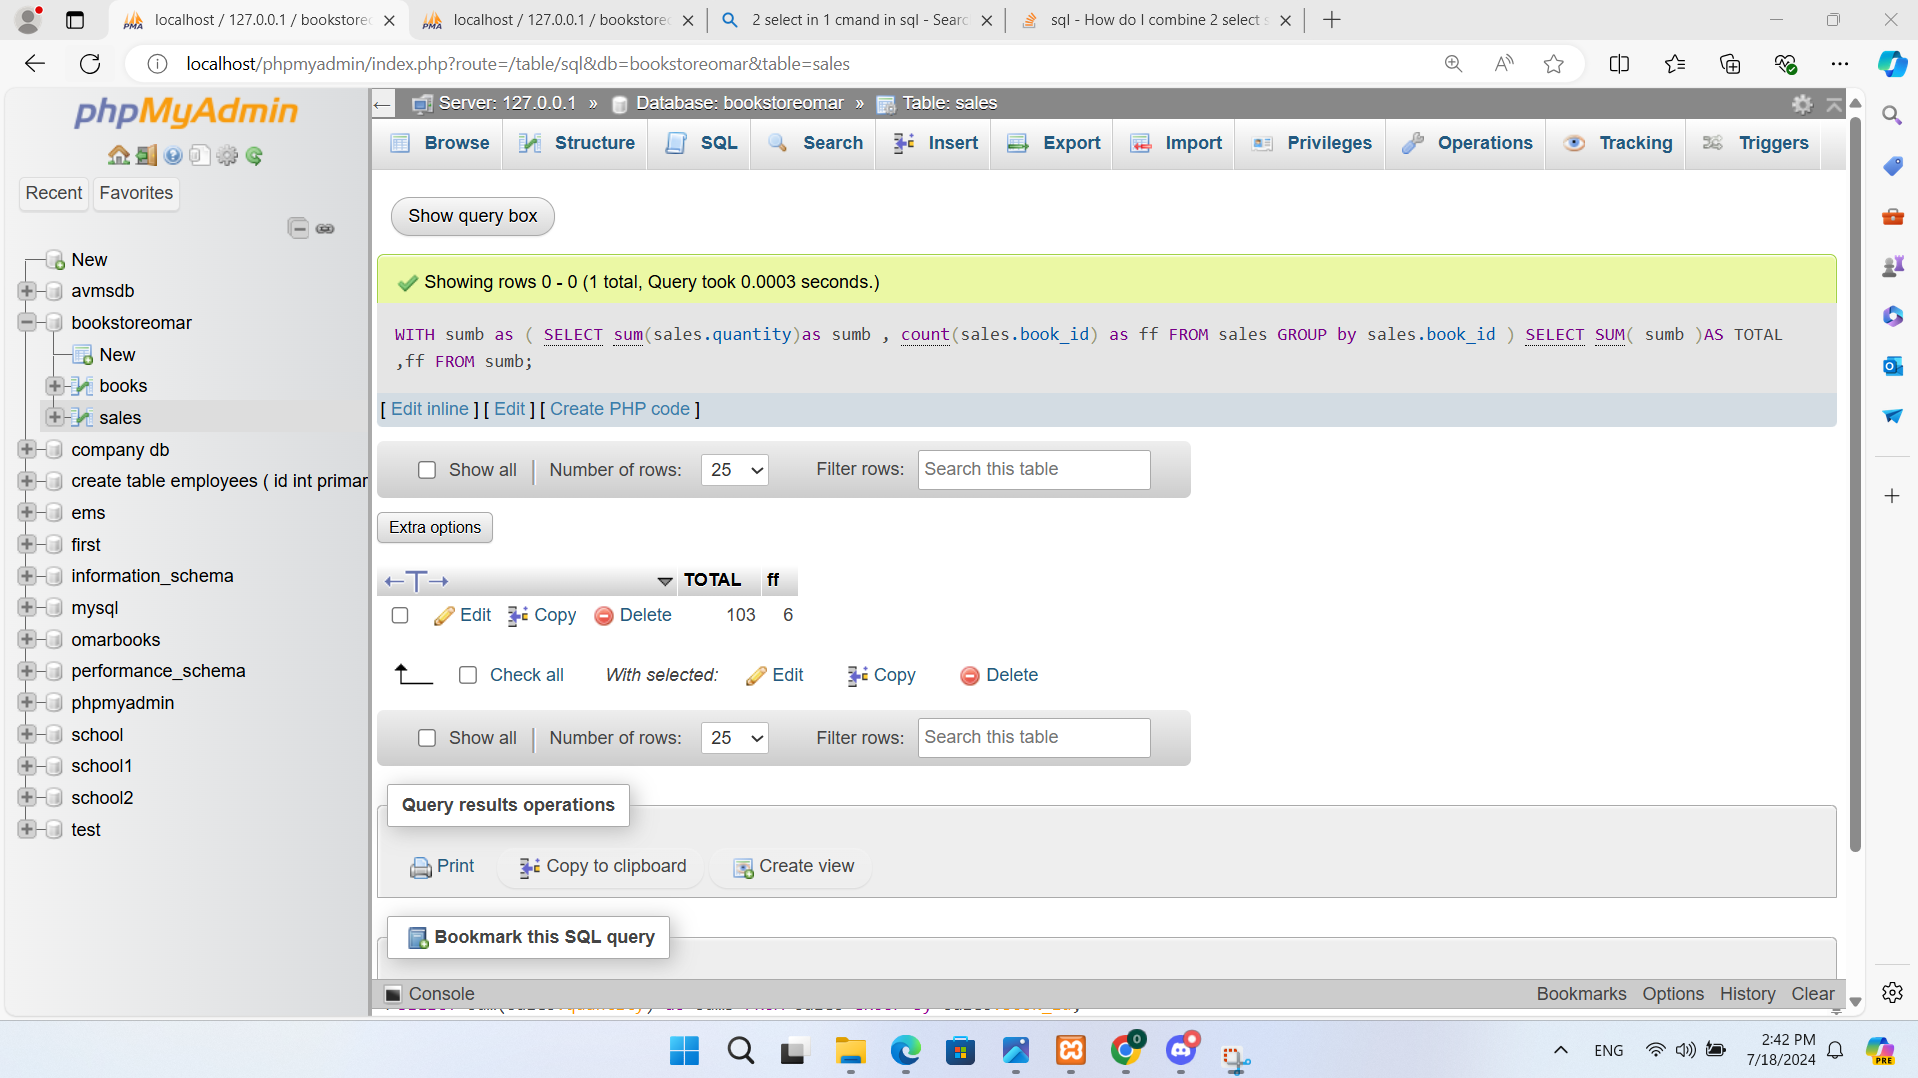 localhost / 127.0.0.1 / bookstore
localhost / 127.0.0.1 / bookstore
2 select in 1 cmand in sql - Searc
sql - How do I combine 2 select s
localhost/phpmyadmin/index.php?route=/table/sql&db=bookstoreomar&table=sales
phpMyAdmin
Recent
Favorites
New
avmsdb
bookstoreomar
New
books
sales
company db
create table employees ( id int primar
ems
first
information_schema
mysql
omarbooks
performance_schema
phpmyadmin
school
school1
school2
test
Server: 127.0.0.1 » Database: bookstoreomar » Table: sales
Browse Structure SQL Search Insert Export Import Privileges Operations Tracking Triggers
Show query box
Showing rows 0 - 0 (1 total, Query took 0.0003 seconds.)
WITH sumb as ( SELECT sum(sales.quantity)as sumb , count(sales.book_id) as ff FROM sales GROUP by sales.book_id ) SELECT SUM( sumb )AS TOTAL
,ff FROM sumb;
[ Edit inline ] [ Edit ] [ Create PHP code ]
Show all | Number of rows: 25 Filter rows: Search this table
Extra options
←T→ TOTAL ff
Edit Copy Delete 103 6
Check all With selected: Edit Copy Delete
Show all | Number of rows: 25 Filter rows: Search this table
Query results operations
Print Copy to clipboard Create view
Bookmark this SQL query
Console Bookmarks Options History Clear
ENG
2:42 PM
7/18/2024
PRE